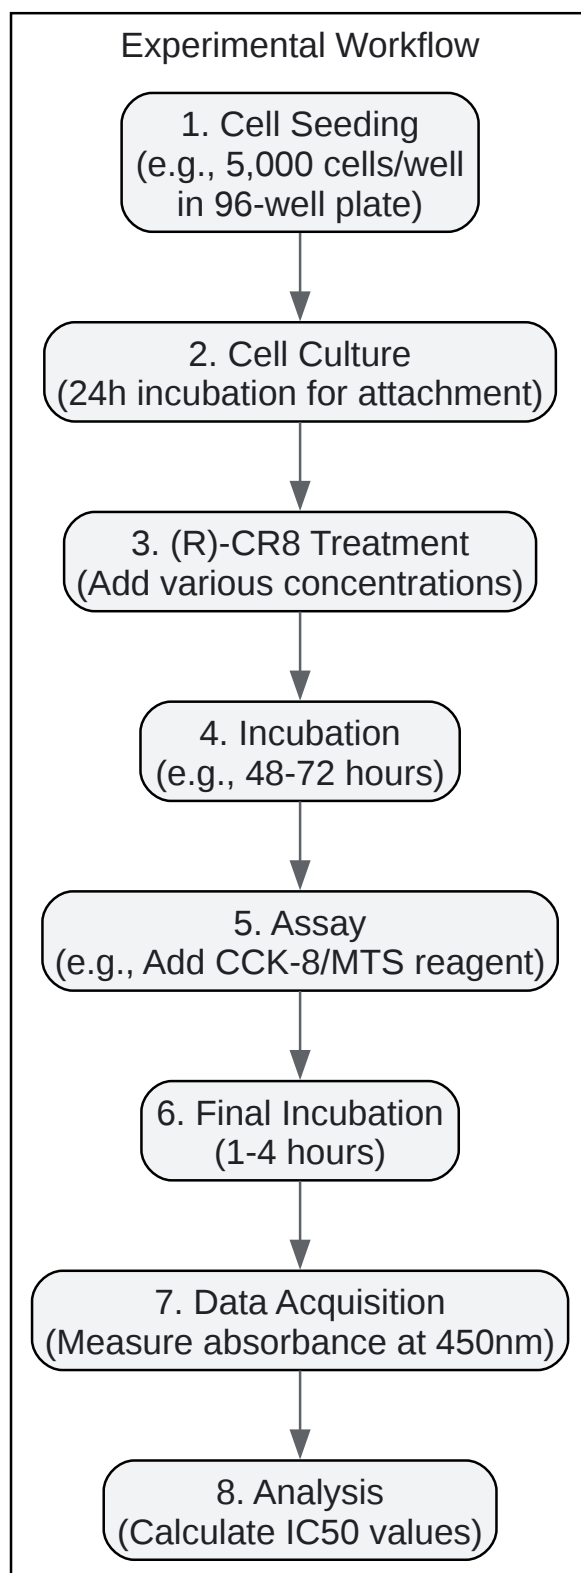 Experimental Workflow
1. Cell Seeding
(e.g., 5,000 cells/well
in 96-well plate)
2. Cell Culture
(24h incubation for attachment)
3. (R)-CR8 Treatment
(Add various concentrations)
4. Incubation
(e.g., 48-72 hours)
5. Assay
(e.g., Add CCK-8/MTS reagent)
6. Final Incubation
(1-4 hours)
7. Data Acquisition
(Measure absorbance at 450nm)
8. Analysis
(Calculate IC50 values)